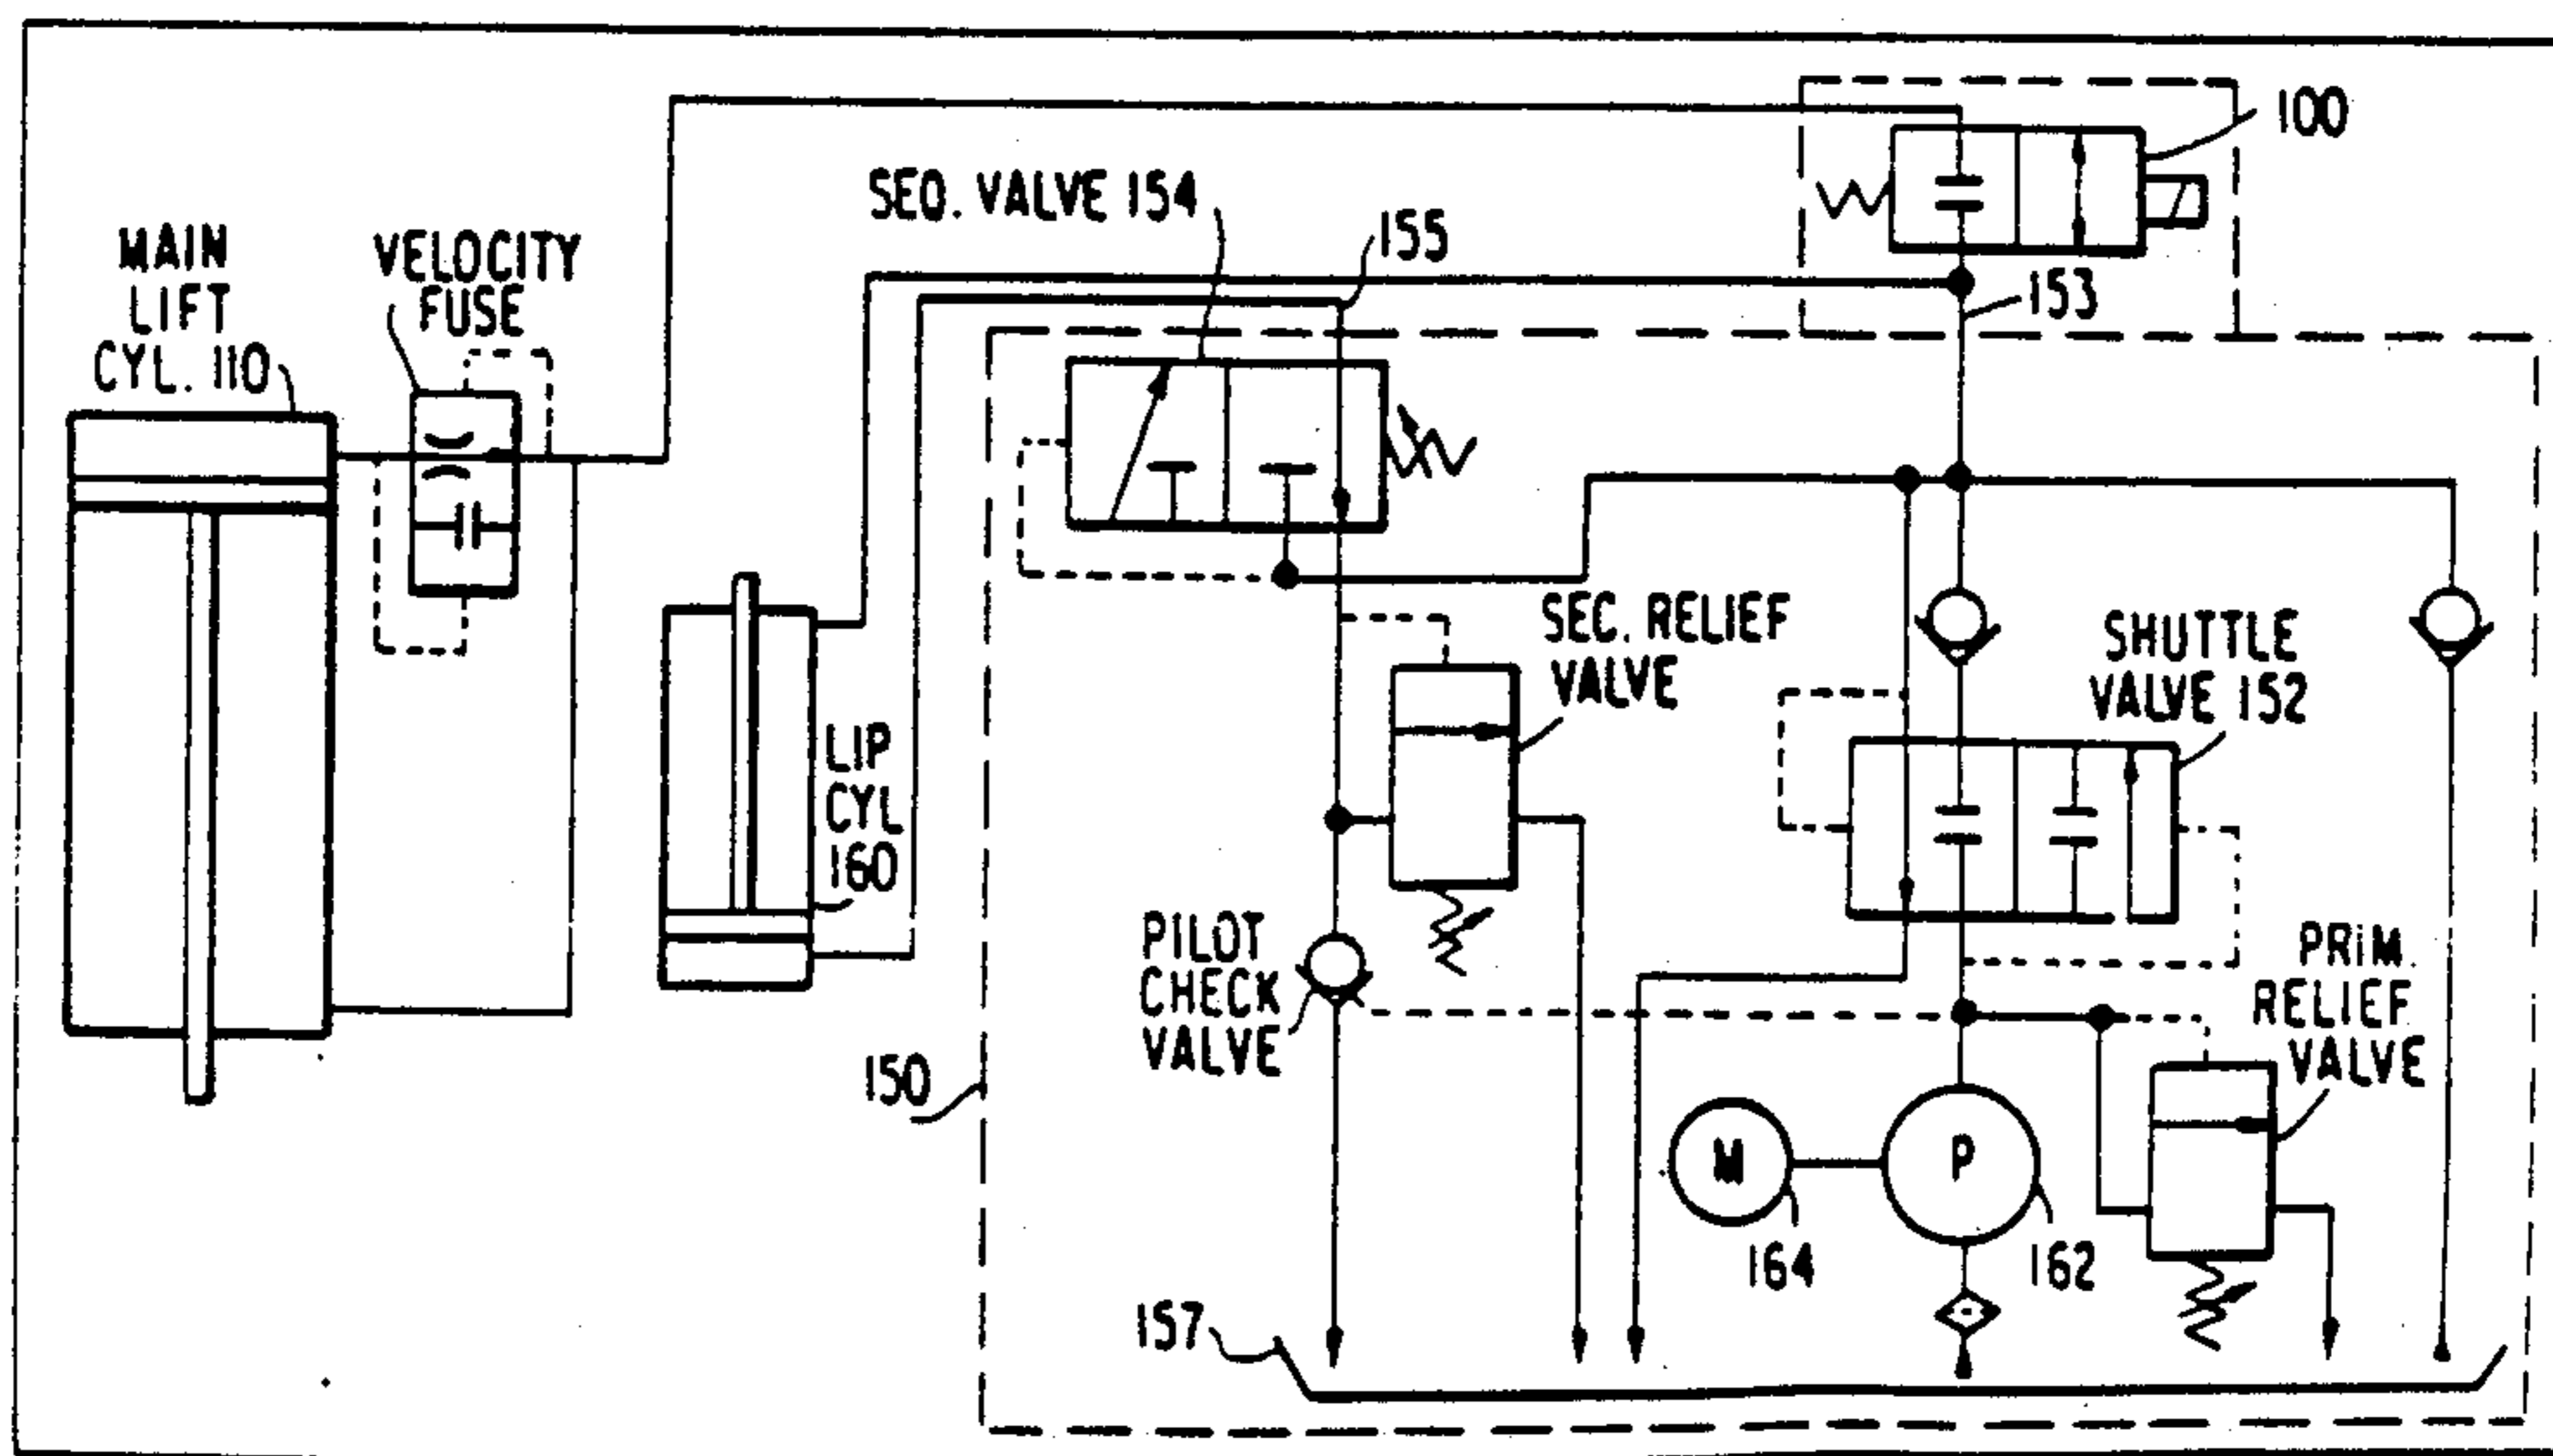 100
SEQ. VALVE 154
155
MAIN
LIFT
CYL. 110
VELOCITY
FUSE
153
SEC. RELIEF
VALVE
SHUTTLE
VALVE 152
LIP
CYL
160
PILOT
CHECK
VALVE
PRIM.
RELIEF
VALVE
150
M
P
164
162
157